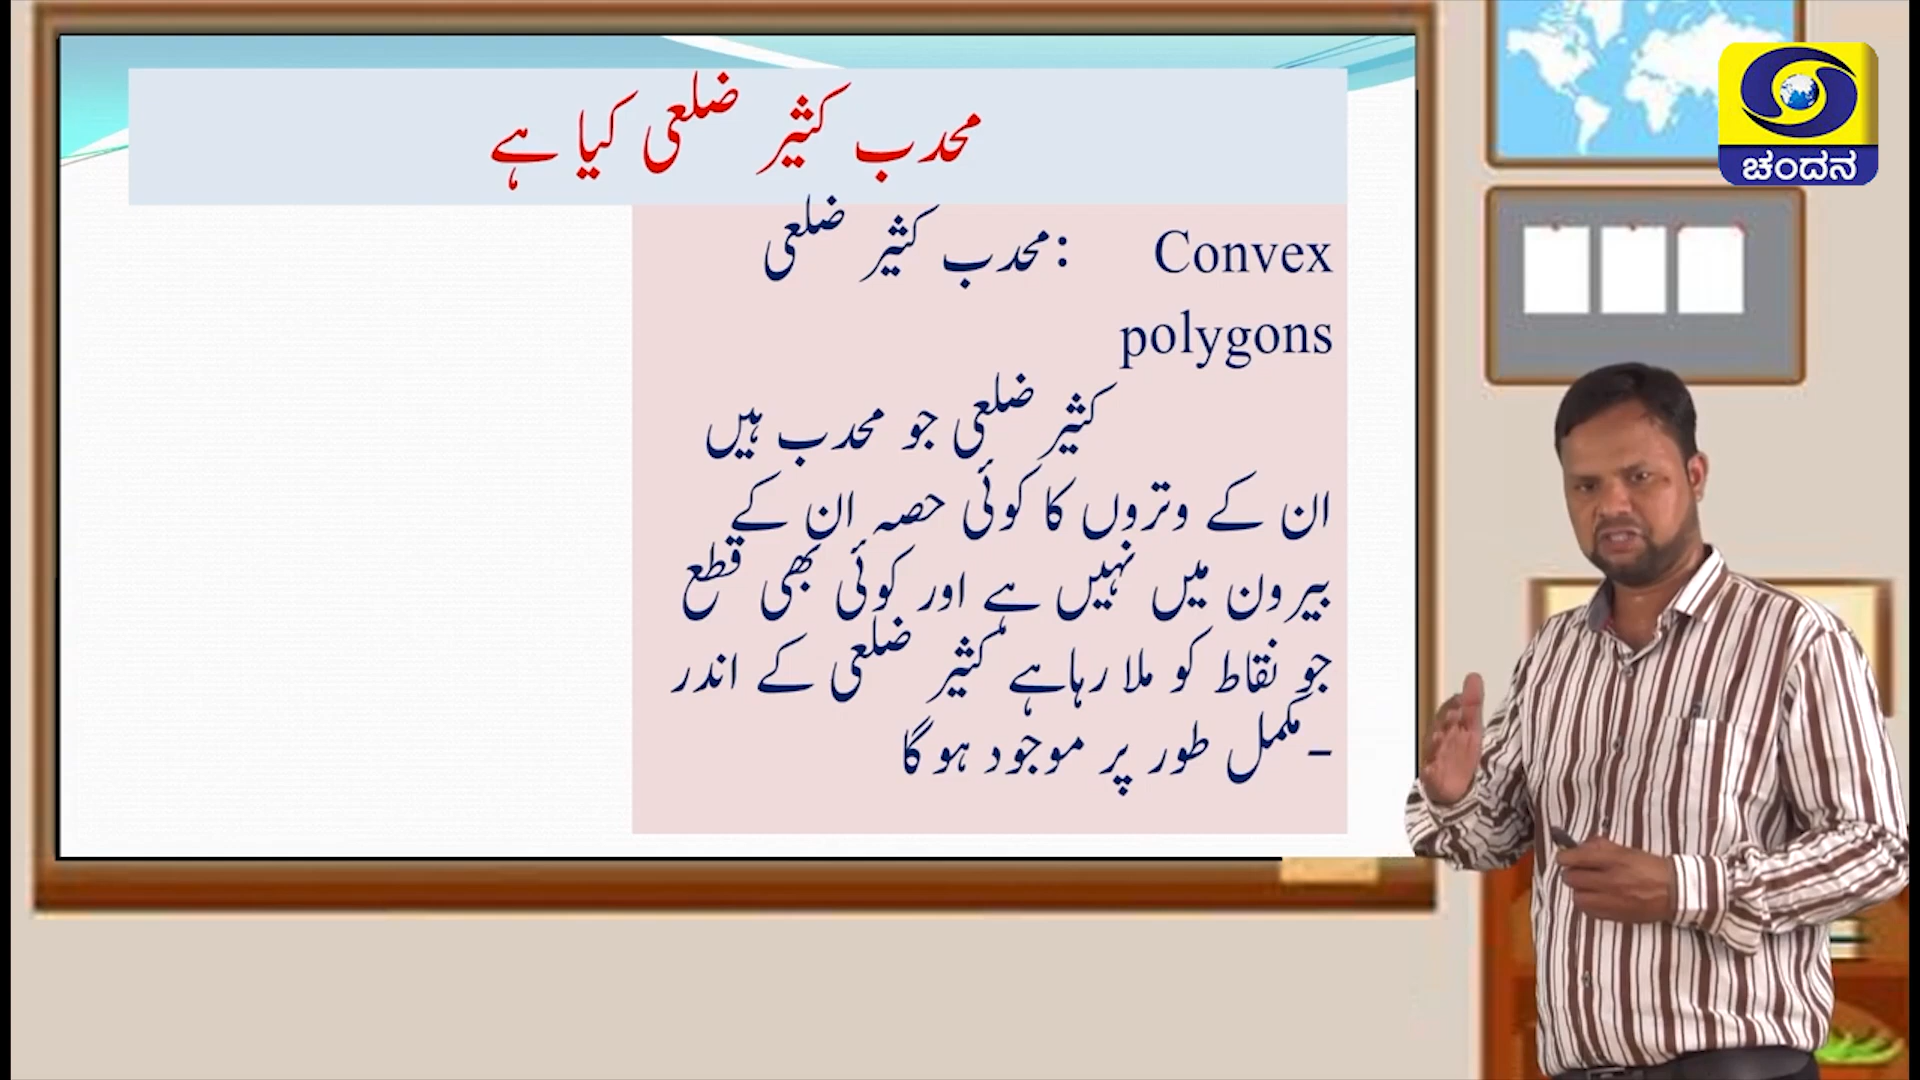 محدب کثیر ضلعی کیا ہے
Convex :محدب کثیر ضلعی
polygons
کثیر ضلعی جو محدب ہیں
ان کے وتروں کا کوئی حصہ ان کے
بیرون میں نہیں ہے اور کوئی بھی قطع
جو نقاط کو ملا رہا ہے کثیر ضلعی کے اندر
-مکمل طور پر موجود ہوگا
ಚಂದನ